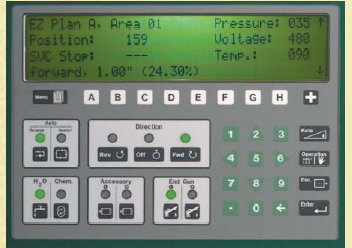 EZ Plan A, Area 01 Pressure: 035 ↑
Position: 159 Voltage: 480
SVC Stop: --- Temp.: 090
forward, 1.00" (24.30%) ↓
Menu A B C D E F G H +
Auto Direction
Reverse Restart
Rev Off Fwd
1 2 3 Rate
4 5 6 Operation
H2O Chem. Accessory End Gun
7 8 9 Esc.
. 0 ← Enter